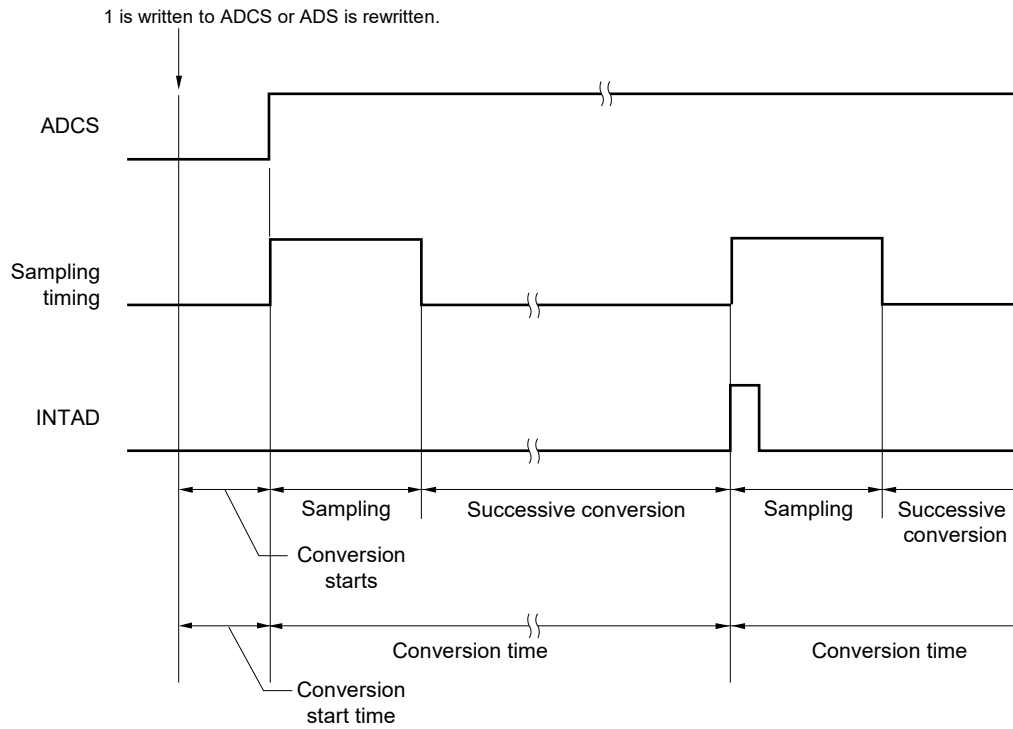 1 is written to ADCS or ADS is rewritten.
ADCS
Sampling
timing
INTAD
Sampling
Successive conversion
Sampling
Successive
conversion
Conversion
starts
Conversion time
Conversion time
Conversion
start time